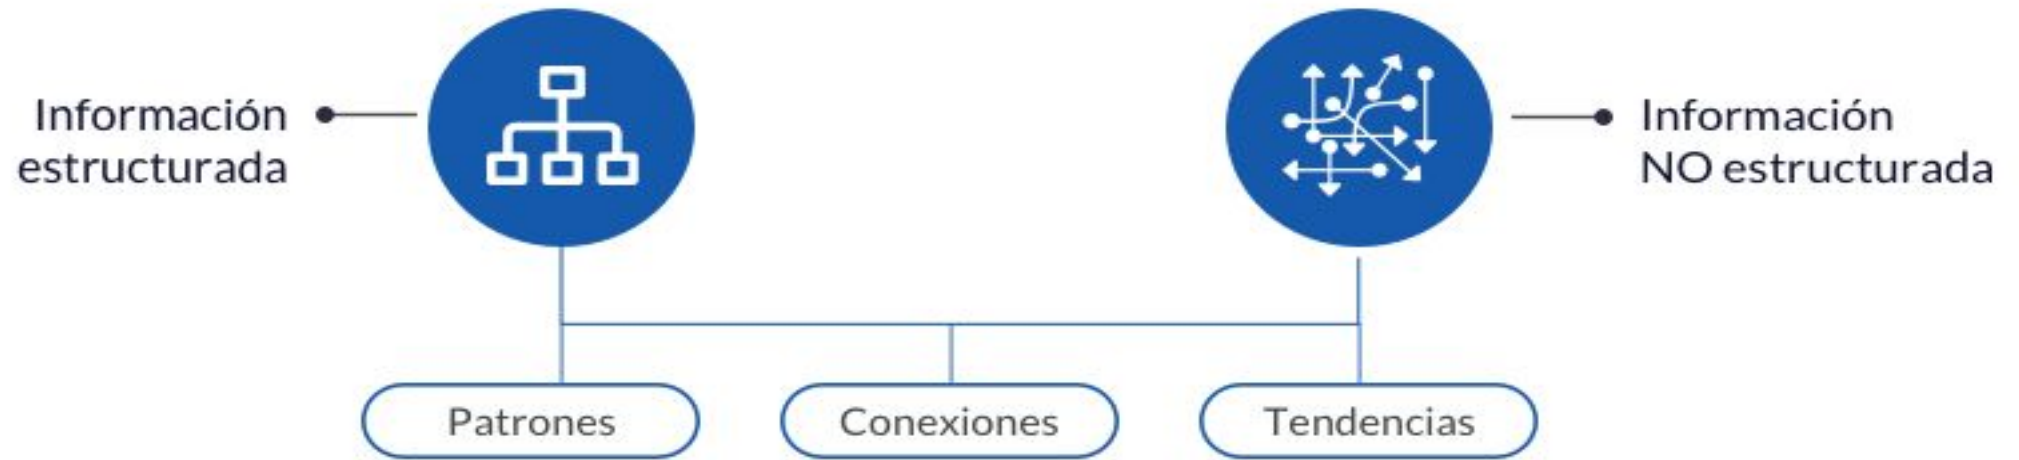 Información
estructurada
Información
NO estructurada
Patrones
Conexiones
Tendencias